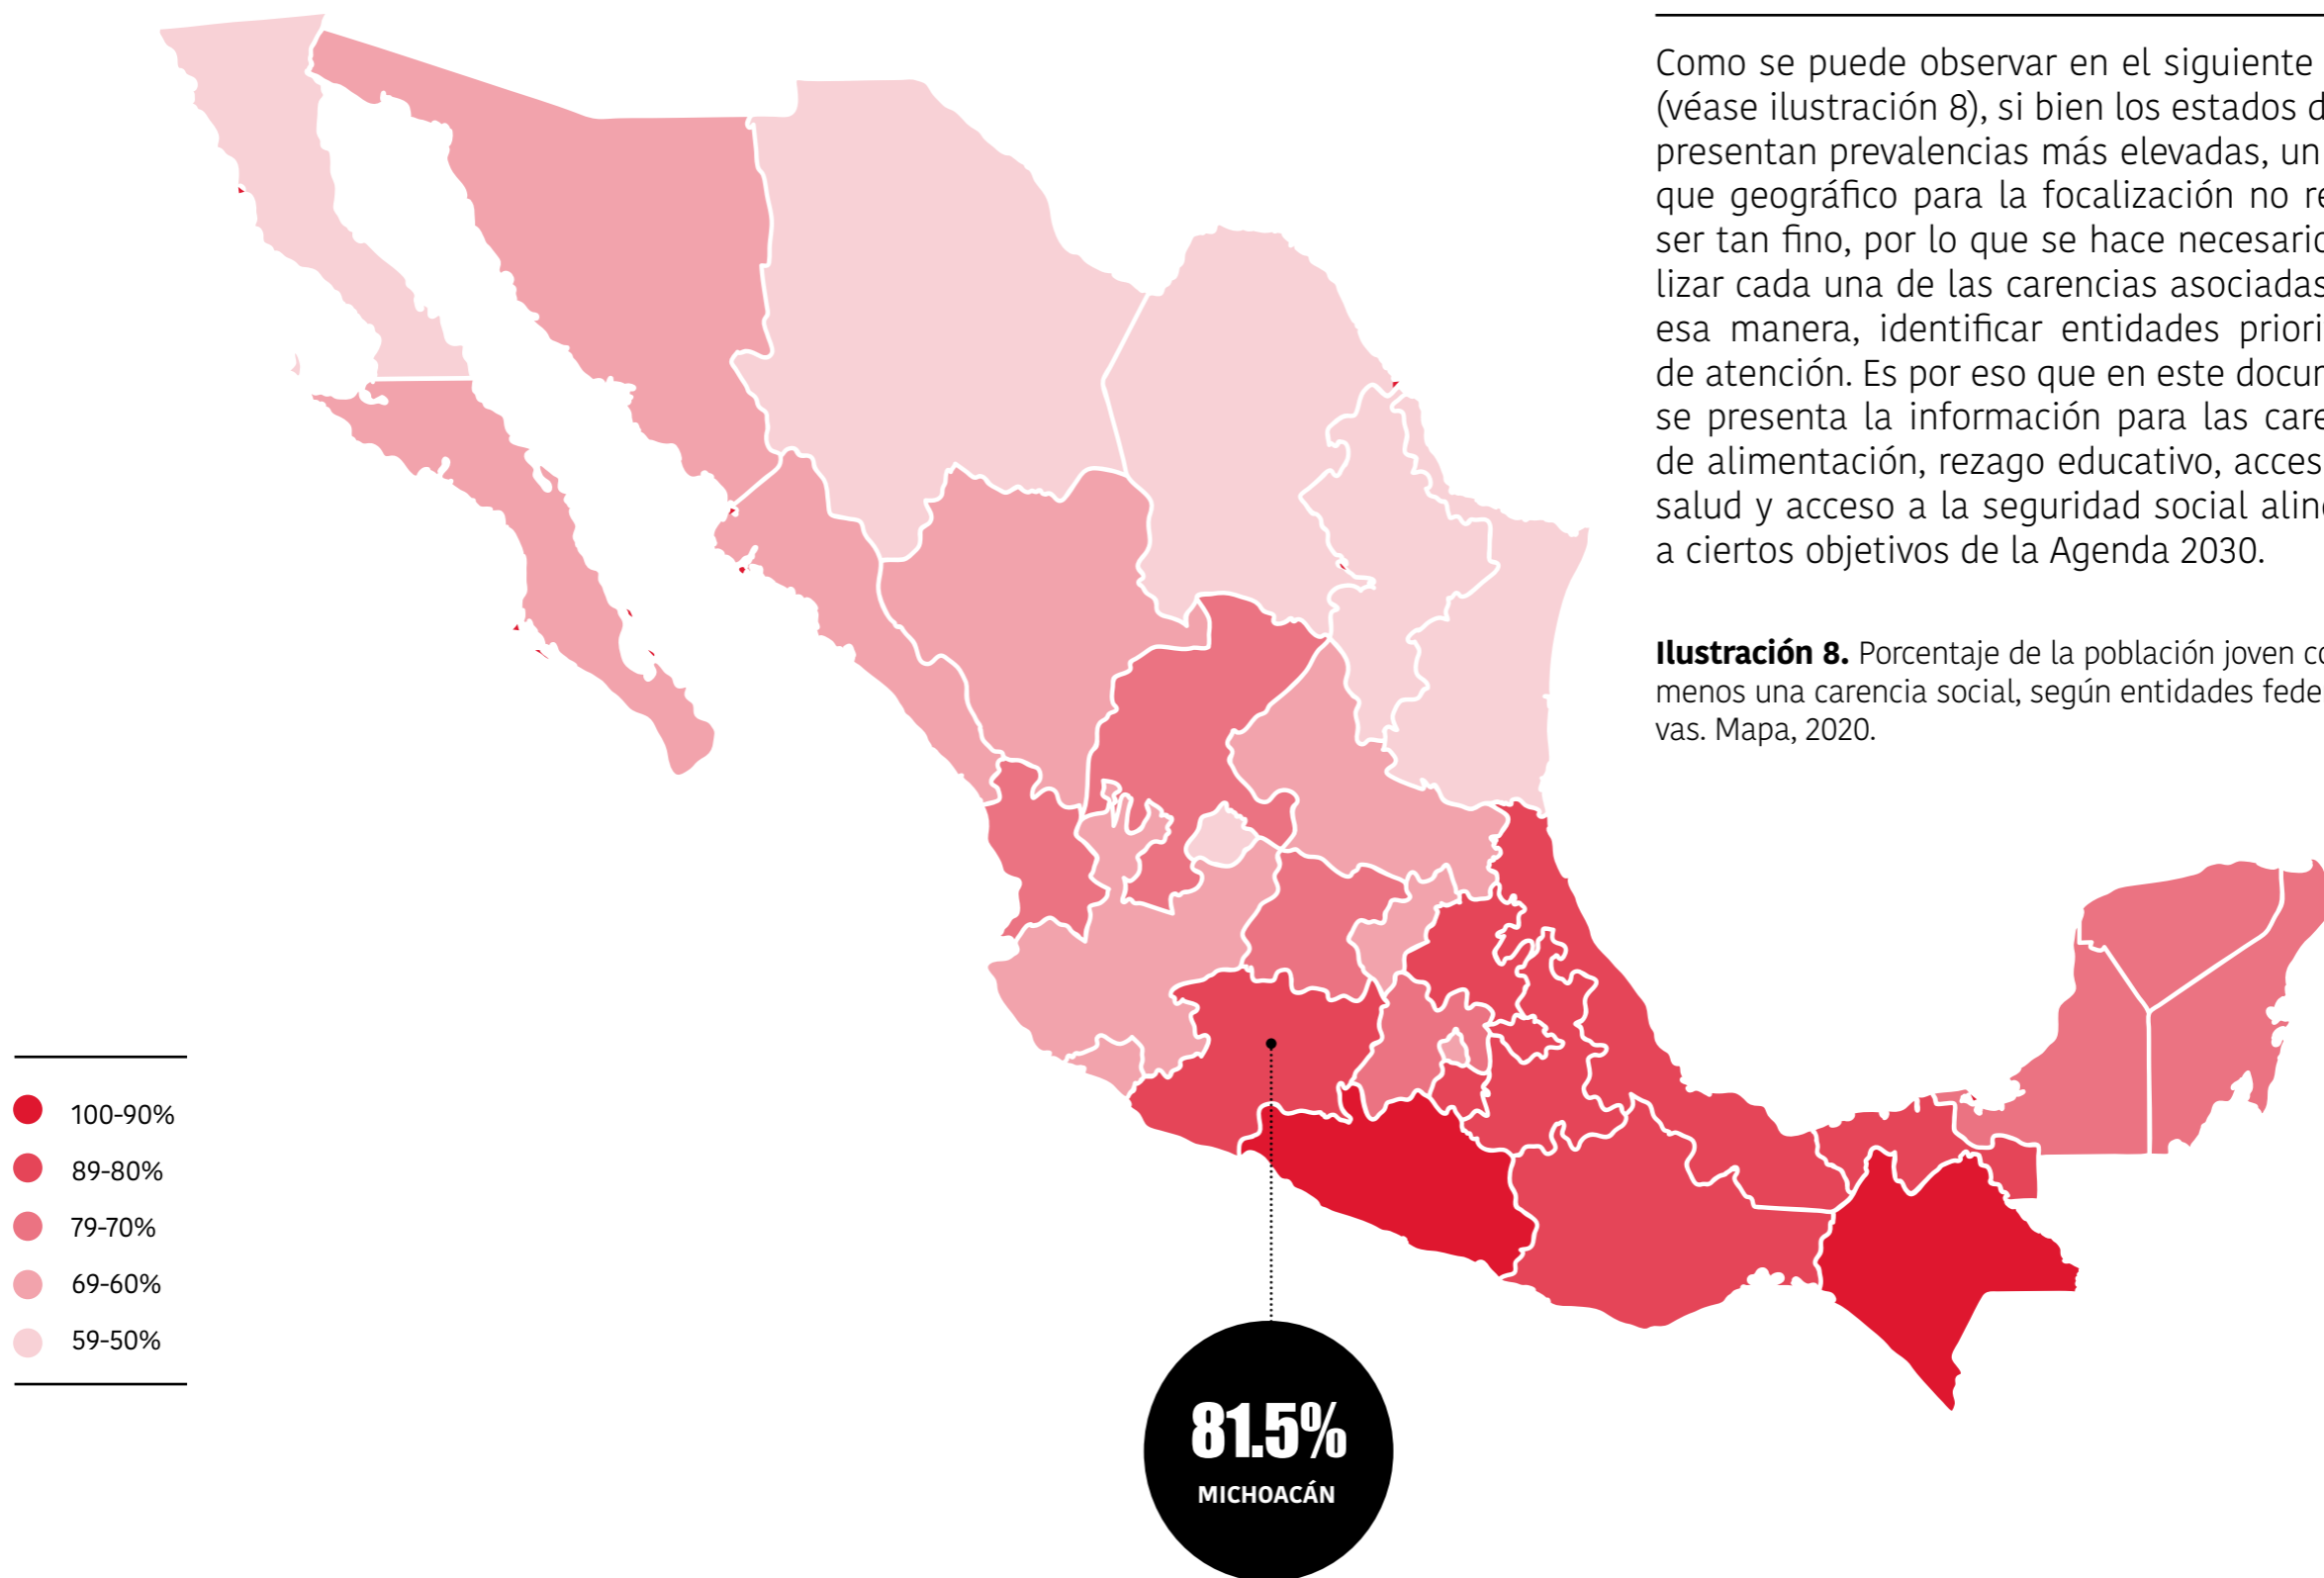 Como se puede observar en el siguiente
(véase ilustración 8), si bien los estados d
presentan prevalencias más elevadas, un
que geográfico para la focalización no re
ser tan fino, por lo que se hace necesario
lizar cada una de las carencias asociadas
esa manera, identificar entidades priori
de atención. Es por eso que en este docum
se presenta la información para las care
de alimentación, rezago educativo, acces
salud y acceso a la seguridad social aline
a ciertos objetivos de la Agenda 2030.
Ilustración 8. Porcentaje de la población joven co
menos una carencia social, según entidades fede
vas. Mapa, 2020.
100-90%
89-80%
79-70%
69-60%
59-50%
81.5%
MICHOACÁN